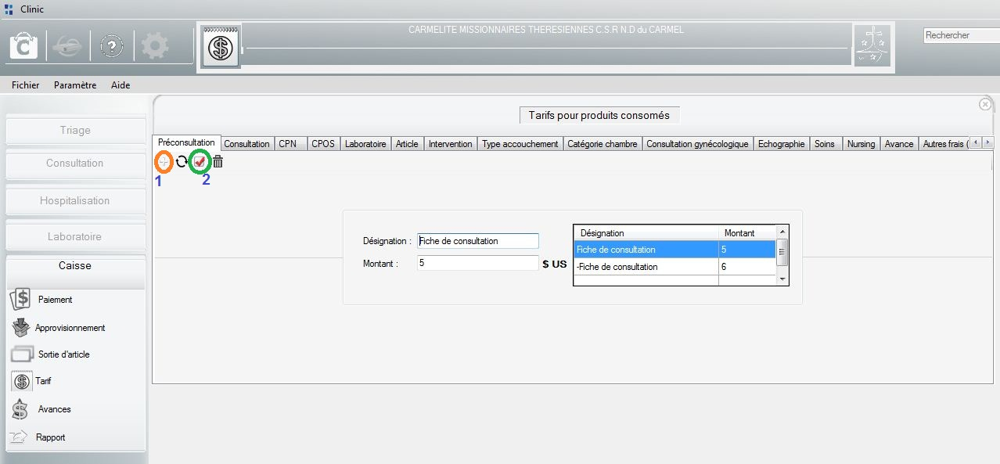 Clinic
CARMELITE MISSIONNAIRES THERESIENNES C.S.R N.D du CARMEL
Rechercher
Fichier Paramètre Aide
Tarifs pour produits consomés
Triage
Consultation
Hospitalisation
Laboratoire
Caisse
Paiement
Approvisionnement
Sortie d'article
Tarif
Avances
Rapport
Préconsultation Consultation CPN CPOS Laboratoire Article Intervention Type accouchement Catégorie chambre Consultation gynécologique Echographie Soins Nursing Avance Autres frais (
1 2
Désignation : Fiche de consultation
Montant : 5 $ US
Désignation Montant
Fiche de consultation 5
-Fiche de consultation 6